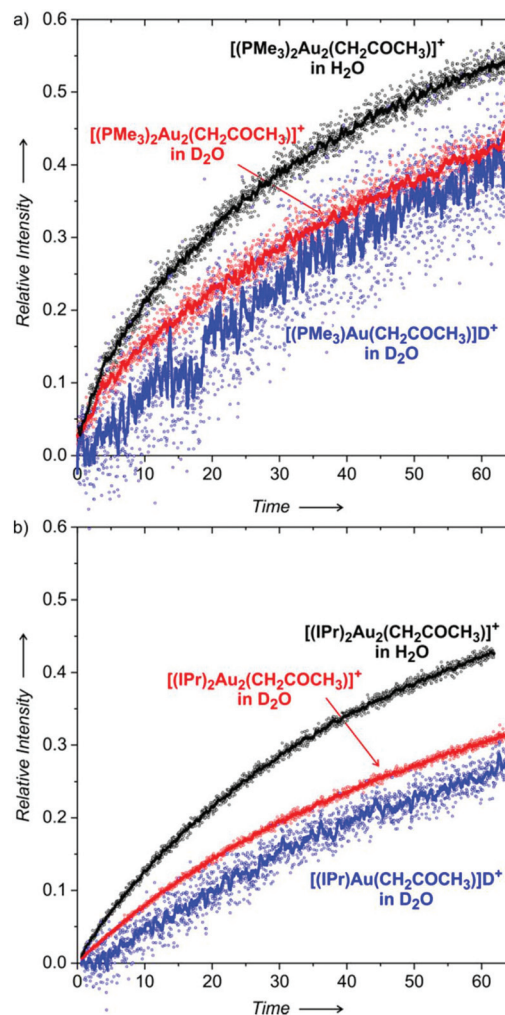 a)
0.6
[(PMe₃)₂Au₂(CH₂COCH₃)]⁺
in H₂O
0.5
[(PMe₃)₂Au₂(CH₂COCH₃)]⁺
in D₂O
0.4
0.3
0.2
[(PMe₃)Au(CH₂COCH₃)]D⁺
in D₂O
0.1
0.0
Relative Intensity
0 10 20 30 40 50 60
Time
b)
0.6
[(IPr)₂Au₂(CH₂COCH₃)]⁺
in H₂O
0.5
[(IPr)₂Au₂(CH₂COCH₃)]⁺
in D₂O
0.4
0.3
0.2
[(IPr)Au(CH₂COCH₃)]D⁺
in D₂O
0.1
0.0
Relative Intensity
0 10 20 30 40 50 60
Time